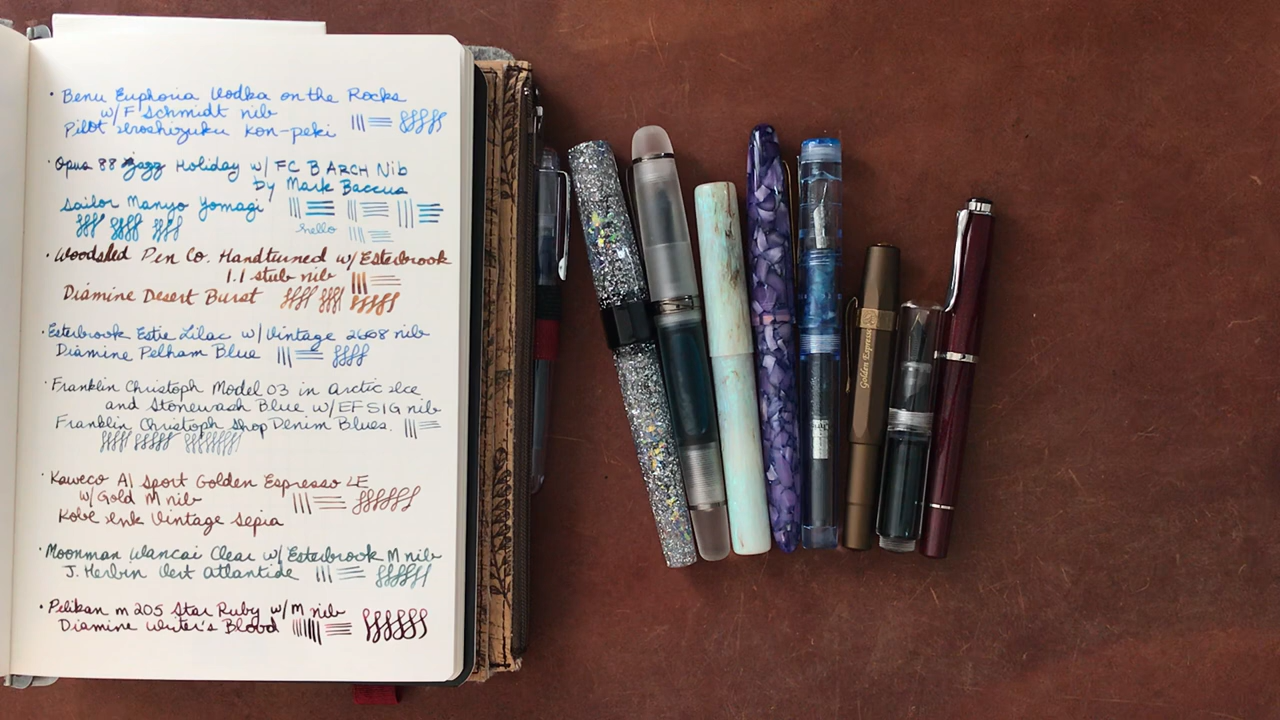 · Benu Euphoria Vodka on the Rocks
w/F Schmidt nib
Pilot Iroshizuku Kon-peki
· Opus 88 Jazz Holiday w/ FC B ARCH Nib
by Mark Baccus
Sailor Manyo Yomogi
hello
· Woodshed Pen Co. Handturned w/ Esterbrook
1.1 stub nib
Diamine Desert Burst
· Esterbrook Estie Lilac w/ Vintage 2668 nib
Diamine Pelham Blue
· Franklin Christoph Model 03 in Arctic Ice
and Stonewash Blue w/ EF SIG nib
Franklin Christoph Shop Denim Blues.
· Kaweco Al Sport Golden Espresso LE
w/Gold M nib
Kobe Ink Vintage Sepia
· Moonman Wancai Clear w/ Esterbrook M nib
J. Herbin Vert Atlantide
· Pelikan m205 Star Ruby w/M nib
Diamine Writer's Blood
Golden Espresso